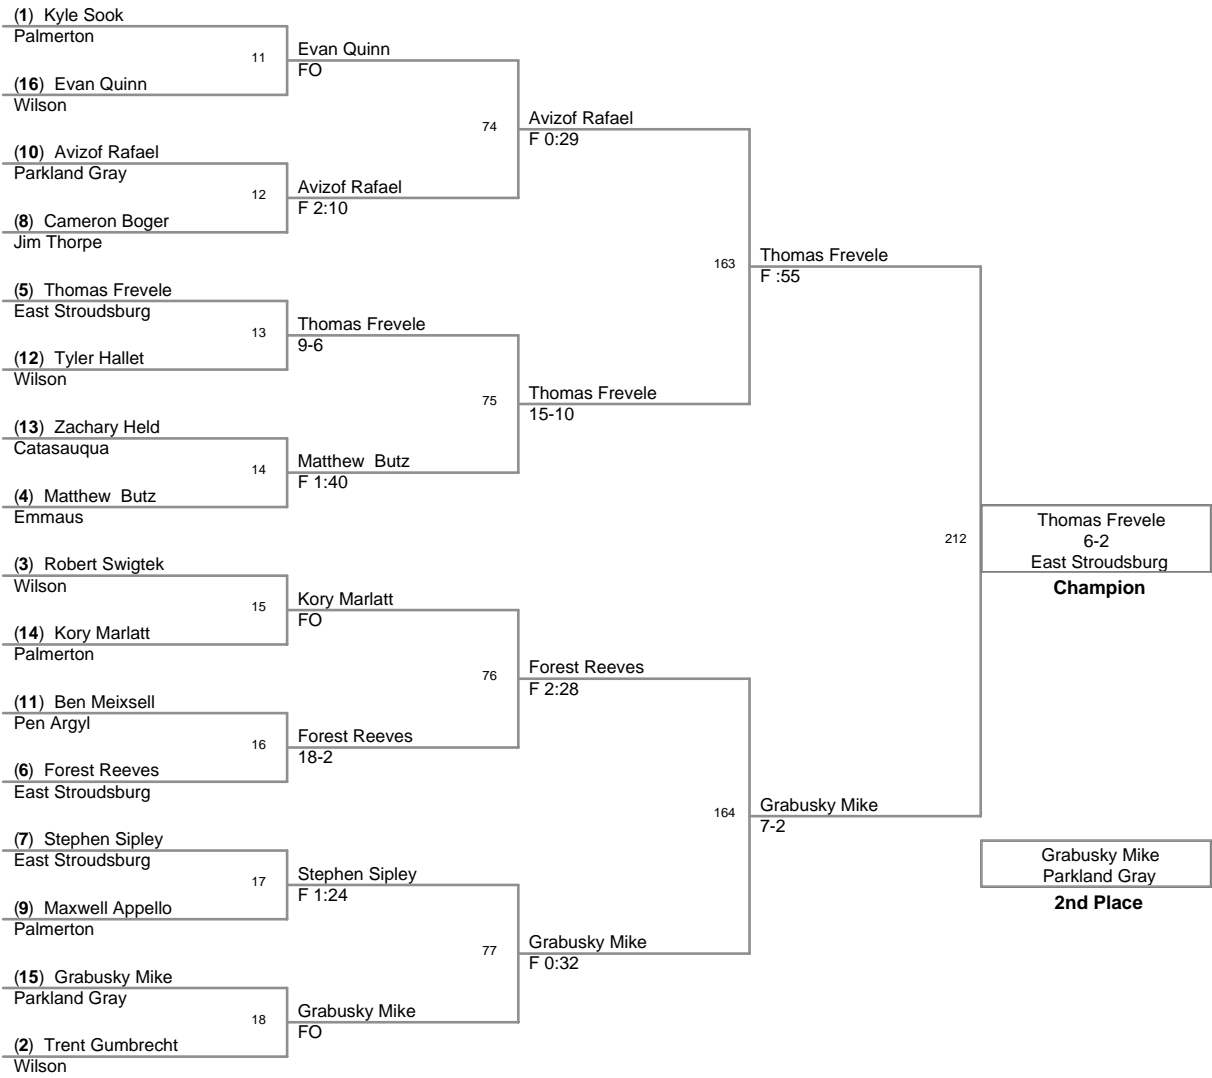 (1) Kyle Sook
Palmerton
11
Evan Quinn
FO
(16) Evan Quinn
Wilson
74
Avizof Rafael
F 0:29
(10) Avizof Rafael
Parkland Gray
12
Avizof Rafael
F 2:10
(8) Cameron Boger
Jim Thorpe
163
Thomas Frevele
F :55
(5) Thomas Frevele
East Stroudsburg
13
Thomas Frevele
9-6
(12) Tyler Hallet
Wilson
75
Thomas Frevele
15-10
(13) Zachary Held
Catasauqua
14
Matthew  Butz
F 1:40
(4) Matthew  Butz
Emmaus
212
Thomas Frevele
6-2
East Stroudsburg
Champion
(3) Robert Swigtek
Wilson
15
Kory Marlatt
FO
(14) Kory Marlatt
Palmerton
76
Forest Reeves
F 2:28
(11) Ben Meixsell
Pen Argyl
16
Forest Reeves
18-2
(6) Forest Reeves
East Stroudsburg
164
Grabusky Mike
7-2
(7) Stephen Sipley
East Stroudsburg
17
Stephen Sipley
F 1:24
Grabusky Mike
Parkland Gray
2nd Place
(9) Maxwell Appello
Palmerton
77
Grabusky Mike
F 0:32
(15) Grabusky Mike
Parkland Gray
18
Grabusky Mike
FO
(2) Trent Gumbrecht
Wilson